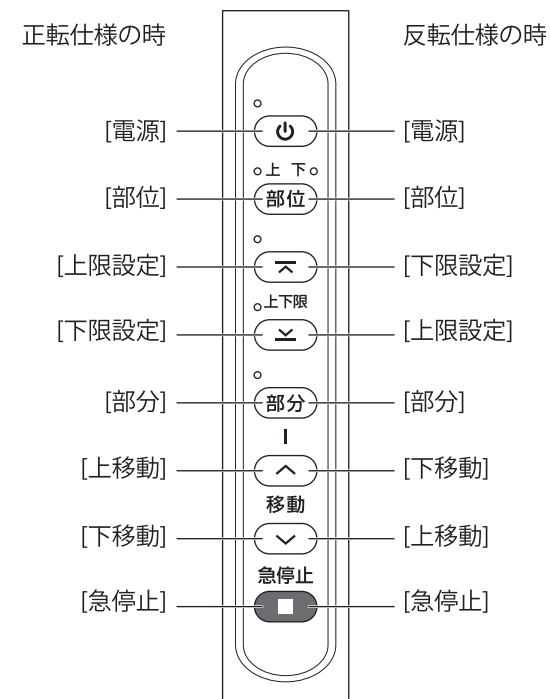 正転仕様の時
反転仕様の時
[電源]
[電源]
上 下
[部位]
部位
[部位]
[上限設定]
[下限設定]
上下限
[下限設定]
[上限設定]
[部分]
部分
[部分]
[上移動]
[下移動]
移動
[下移動]
[上移動]
急停止
[急停止]
[急停止]